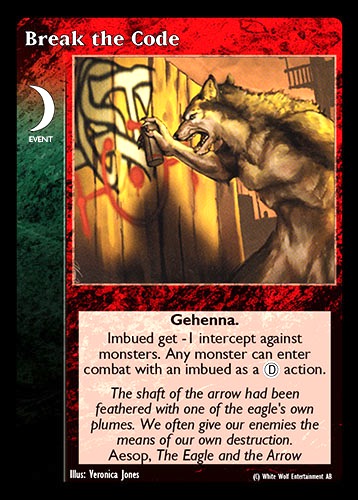 Break the Code
EVENT
Gehenna.
Imbued get -1 intercept against
monsters. Any monster can enter
combat with an imbued as a Ⓓ action.
The shaft of the arrow had been
feathered with one of the eagle's own
plumes. We often give our enemies the
means of our own destruction.
Aesop, The Eagle and the Arrow
Illus: Veronica Jones
(C) White Wolf Entertainment AB